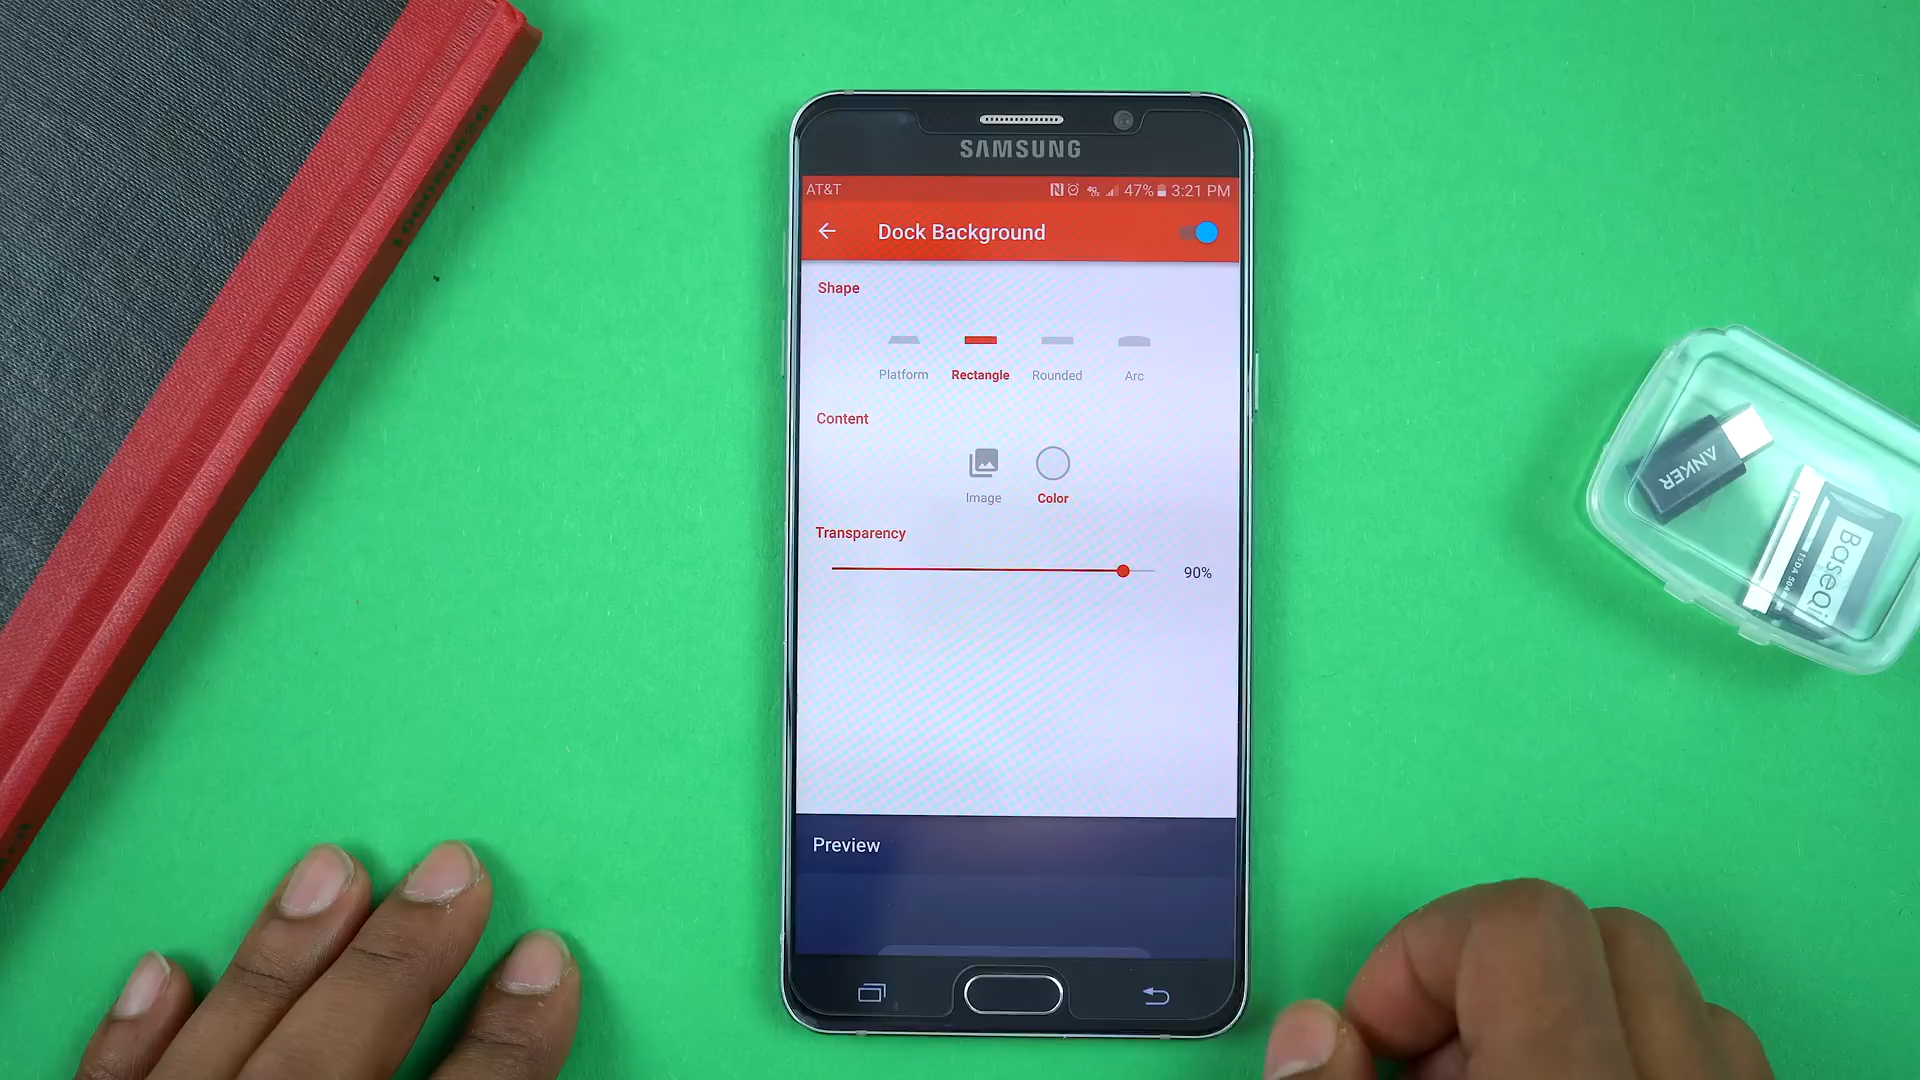 SAMSUNG
AT&T 47% 3:21 PM
Dock Background
Shape
Platform Rectangle Rounded Arc
Content
Image Color
Transparency
90%
Preview
ANKER
BaseQi